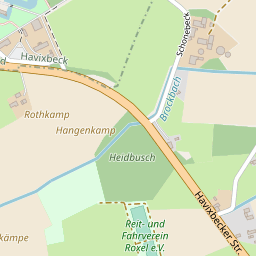 Havixbeck
Schonebeck
Brockbach
Rothkamp
Hangenkamp
Heidbusch
Havixbecker Str.
Reit- und
Fahrverein
Roxel e.V.
kämpe